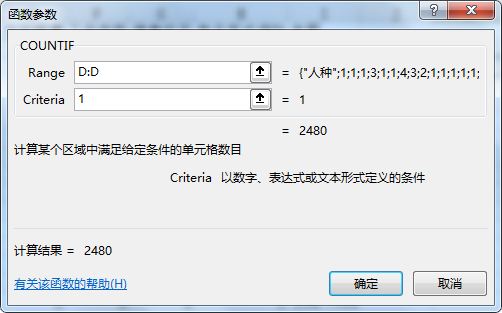 函数参数
COUNTIF
Range D:D = {"人种";1;1;1;3;1;1;4;3;2;1;1;1;1;1;
Criteria 1 = 1
= 2480
计算某个区域中满足给定条件的单元格数目
Criteria 以数字、表达式或文本形式定义的条件
计算结果 = 2480
有关该函数的帮助(H)
确定 取消